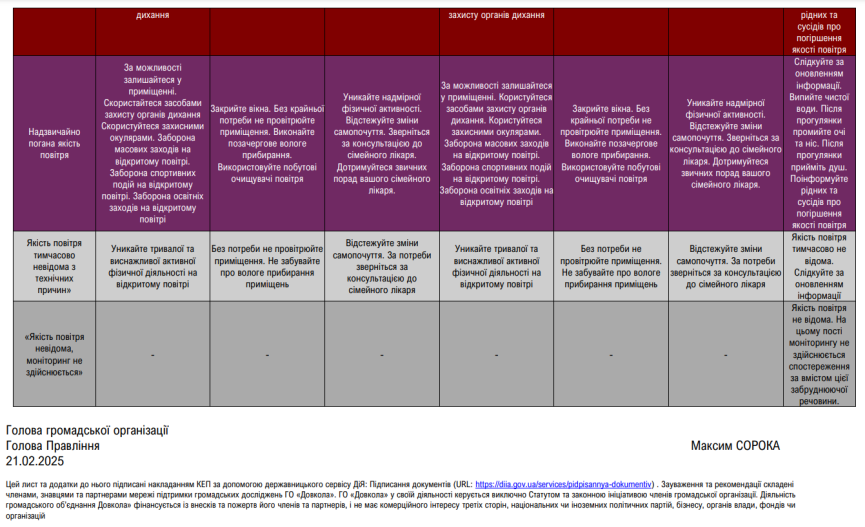 дихання
захисту органів дихання
рідних та
сусідів про
погіршення
якості повітря
Надзвичайно
погана якість
повітря
За можливості
залишайтеся у
приміщенні.
Скористайтеся засобами
захисту органів дихання
Скористуйтеся захисними
окулярами. Заборона
масових заходів на
відкритому повітрі.
Заборона спортивних
подій на відкритому
повітрі. Заборона освітніх
заходів на відкритому
повітрі
Закрийте вікна. Без крайньої
потреби не провітрюйте
приміщення. Виконайте
позачергове вологе
прибирання.
Використовуйте побутові
очищувачі повітря
Уникайте надмірної
фізичної активності.
Відстежуйте зміни
самопочуття. Зверніться
за консультацією до
сімейного лікаря.
Дотримуйтеся звичних
порад вашого сімейного
лікаря.
За можливості залишайтеся
у приміщенні. Користуйтеся
засобами захисту органів
дихання. Користуйтеся
захисними окулярами.
Заборона масових заходів
на відкритому повітрі.
Заборона спортивних подій
на відкритому повітрі.
Заборона освітніх заходів на
відкритому повітрі
Закрийте вікна. Без
крайньої потреби не
провітрюйте приміщення.
Виконайте позачергове
вологе прибирання.
Використовуйте побутові
очищувачі повітря
Уникайте надмірної
фізичної активності.
Відстежуйте зміни
самопочуття. Зверніться за
консультацією до сімейного
лікаря. Дотримуйтеся
звичних порад вашого
сімейного лікаря.
Слідкуйте за
оновленням
інформації.
Випийте чистої
води. Після
прогулянки
промийте очі
та ніс. Після
прогулянки
прийміть душ.
Поінформуйте
рідних та
сусідів про
погіршення
якості повітря
Якість повітря
тимчасово
невідома з
технічних
причин»
Уникайте тривалої та
виснажливої активної
фізичної діяльності на
відкритому повітрі
Без потреби не провітрюйте
приміщення. Не забувайте
про вологе прибирання
приміщень
Відстежуйте зміни
самопочуття. За потреби
зверніться за
консультацією до
сімейного лікаря
Уникайте тривалої та
виснажливої активної
фізичної діяльності на
відкритому повітрі
Без потреби не
провітрюйте приміщення.
Не забувайте про вологе
прибирання приміщень
Відстежуйте зміни
самопочуття. За потреби
зверніться за консультацією
до сімейного лікаря
Якість повітря
тимчасово не
відома.
Слідкуйте за
оновленням
інформації
«Якість повітря
невідома,
моніторинг не
здійснюється»
-
-
-
-
-
-
Якість повітря
не відома. На
цьому пості
моніторингу не
здійснюється
спостереження
за вмістом цієї
забруднюючої
речовини.
Голова громадської організації
Голова Правління
Максим СОРОКА
21.02.2025
Цей лист та додатки до нього підписані накладанням КЕП за допомогою державницького сервісу ДіЯ: Підписання документів (URL: https://diia.gov.ua/services/pidpisannya-dokumentiv) . Зауваження та рекомендації складені
членами, знавцями та партнерами мережі підтримки громадських досліджень ГО «Довкола». ГО «Довкола» у своїй діяльності керується виключно Статутом та законною ініціативою членів громадської організації. Діяльність
громадського об'єднання Довкола» фінансується із внесків та пожертв його членів та партнерів, і не має комерційного інтересу третіх сторін, національних чи іноземних політичних партій, бізнесу, органів влади, фондів чи
організацій